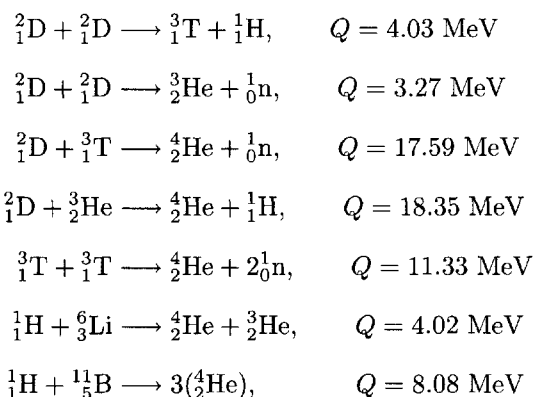 ²₁D + ²₁D ⟶ ³₁T + ¹₁H, Q = 4.03 MeV
²₁D + ²₁D ⟶ ³₂He + ¹₀n, Q = 3.27 MeV
²₁D + ³₁T ⟶ ⁴₂He + ¹₀n, Q = 17.59 MeV
²₁D + ³₂He ⟶ ⁴₂He + ¹₁H, Q = 18.35 MeV
³₁T + ³₁T ⟶ ⁴₂He + 2¹₀n, Q = 11.33 MeV
¹₁H + ⁶₃Li ⟶ ⁴₂He + ³₂He, Q = 4.02 MeV
¹₁H + ¹¹₅B ⟶ 3(⁴₂He), Q = 8.08 MeV